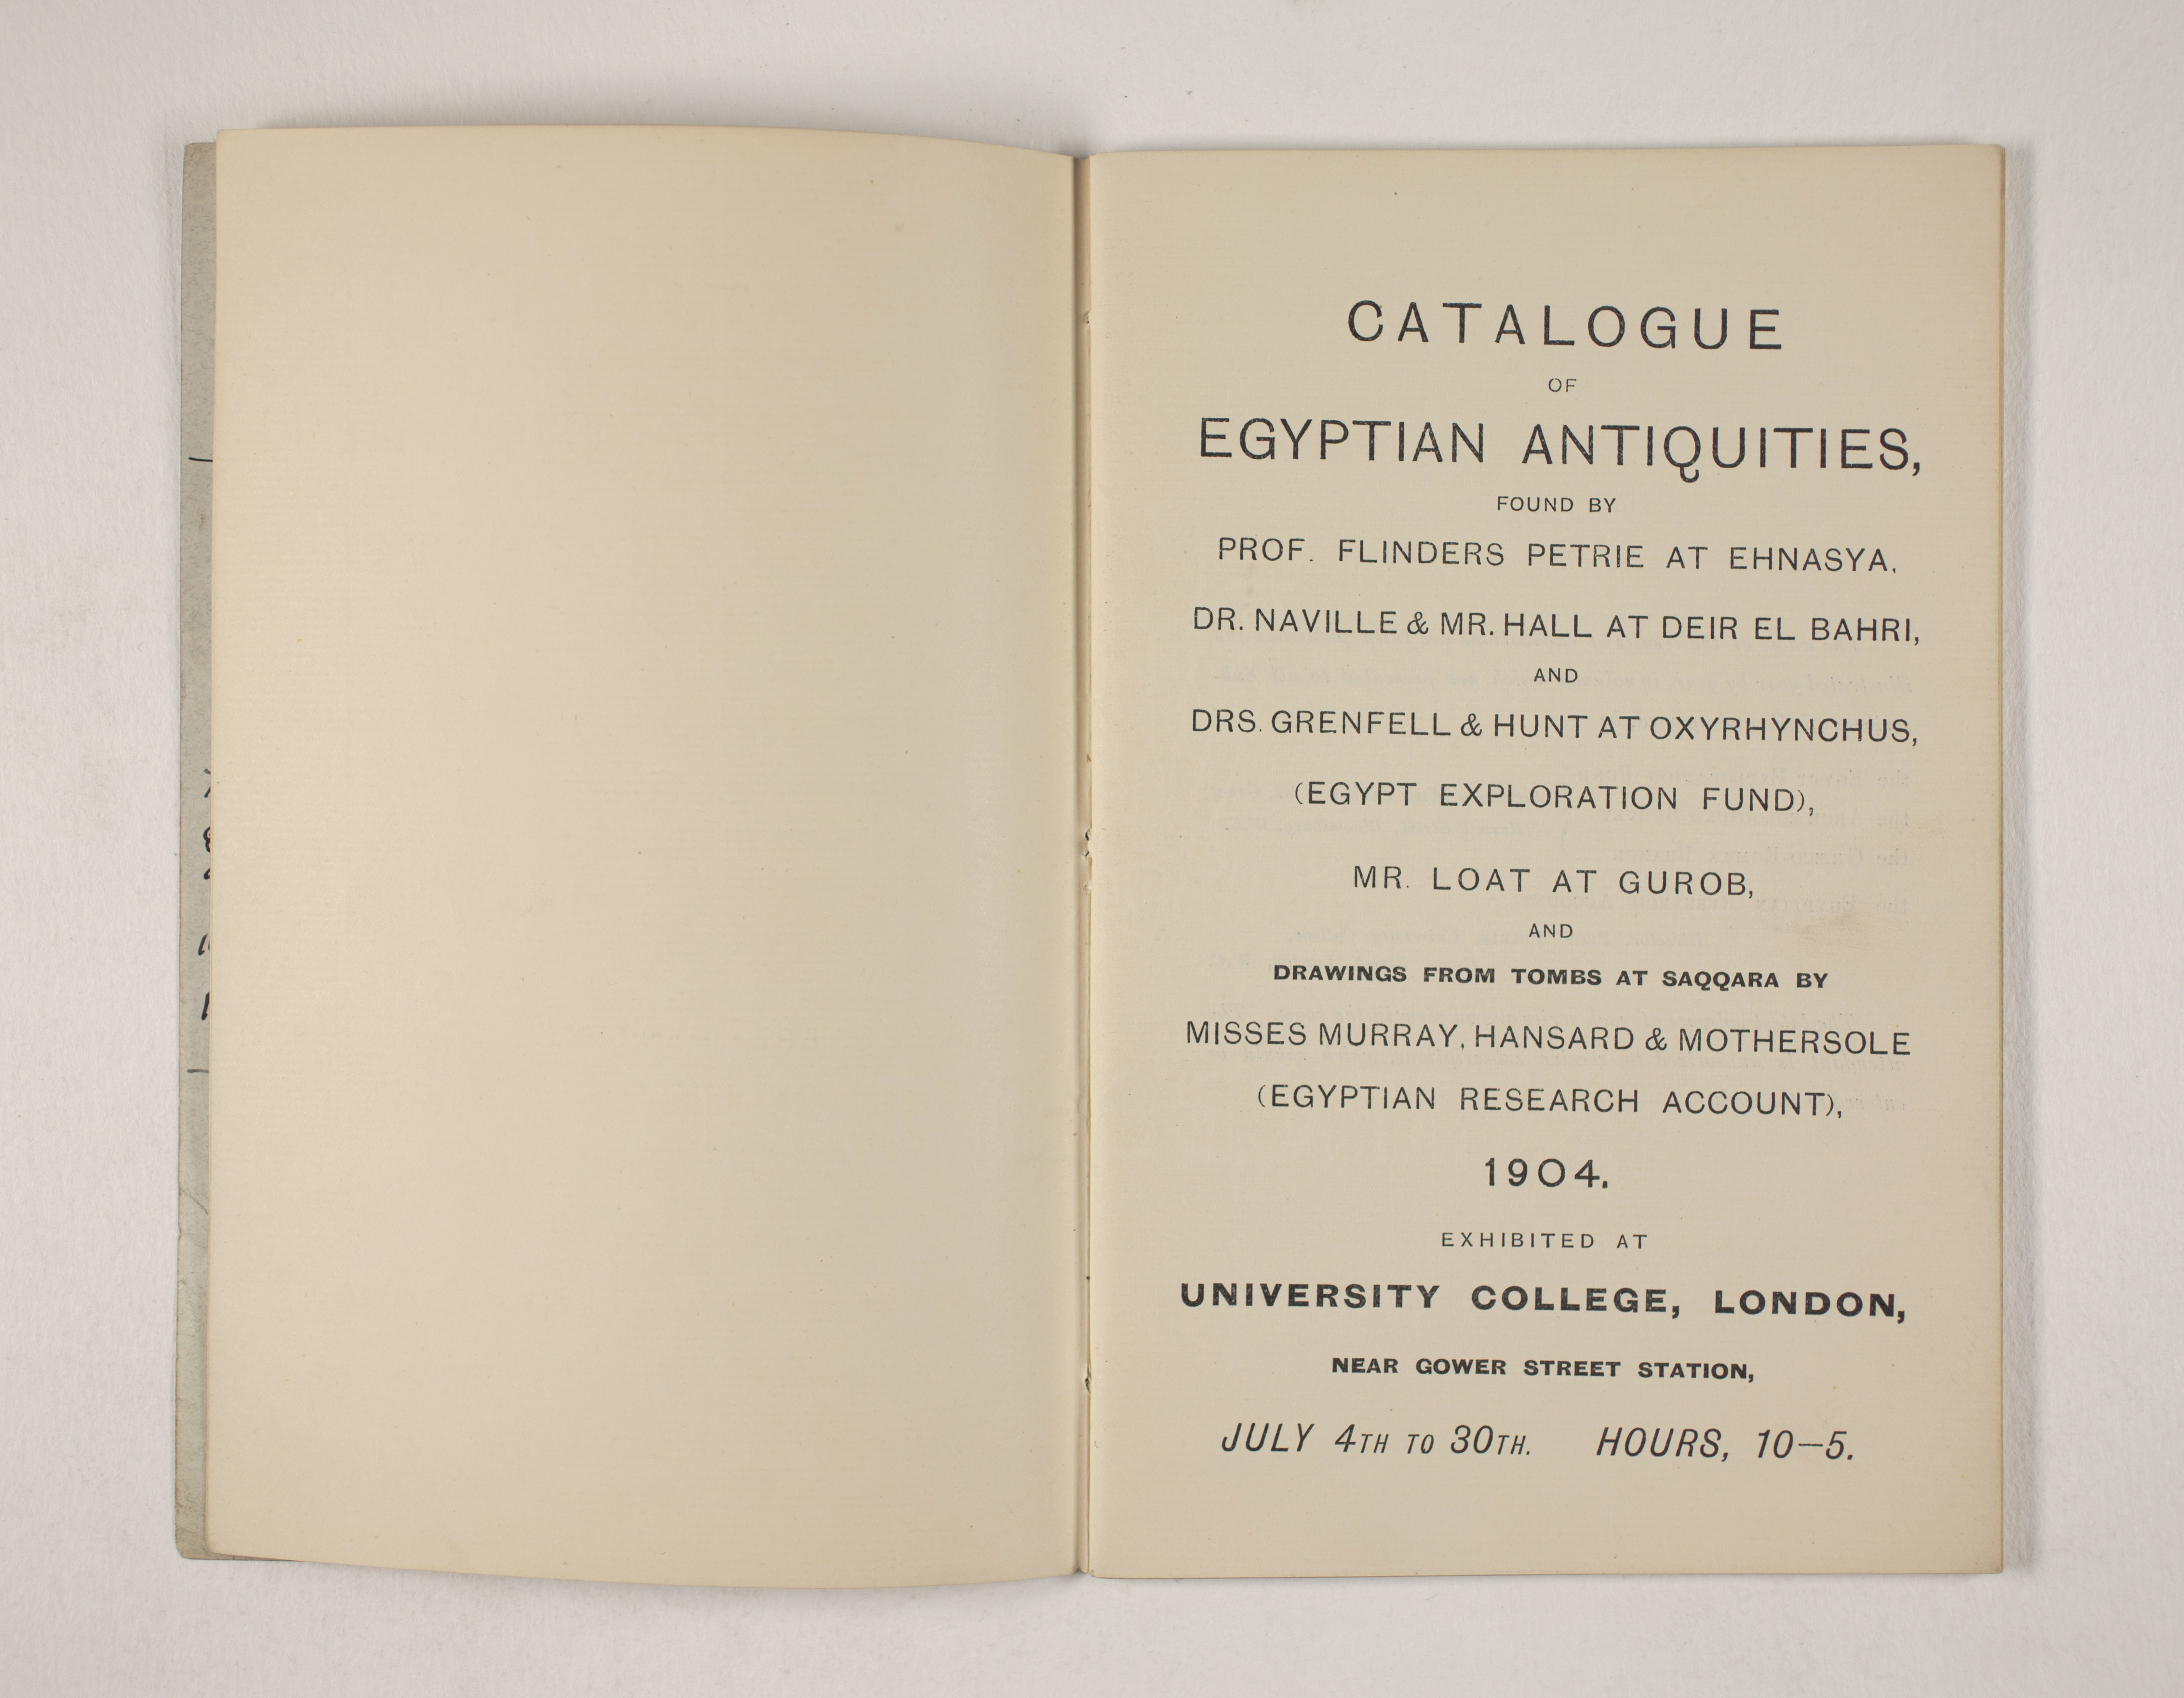 CATALOGUE
OF
EGYPTIAN ANTIQUITIES,
FOUND BY
PROF. FLINDERS PETRIE AT EHNASYA.
DR. NAVILLE & MR. HALL AT DEIR EL BAHRI,
AND
DRS. GRENFELL & HUNT AT OXYRHYNCHUS,
(EGYPT EXPLORATION FUND),
MR. LOAT AT GUROB,
AND
DRAWINGS FROM TOMBS AT SAQQARA BY
MISSES MURRAY, HANSARD & MOTHERSOLE
(EGYPTIAN RESEARCH ACCOUNT),
1904.
EXHIBITED AT
UNIVERSITY COLLEGE, LONDON,
NEAR GOWER STREET STATION,
JULY 4TH TO 30TH. HOURS, 10–5.